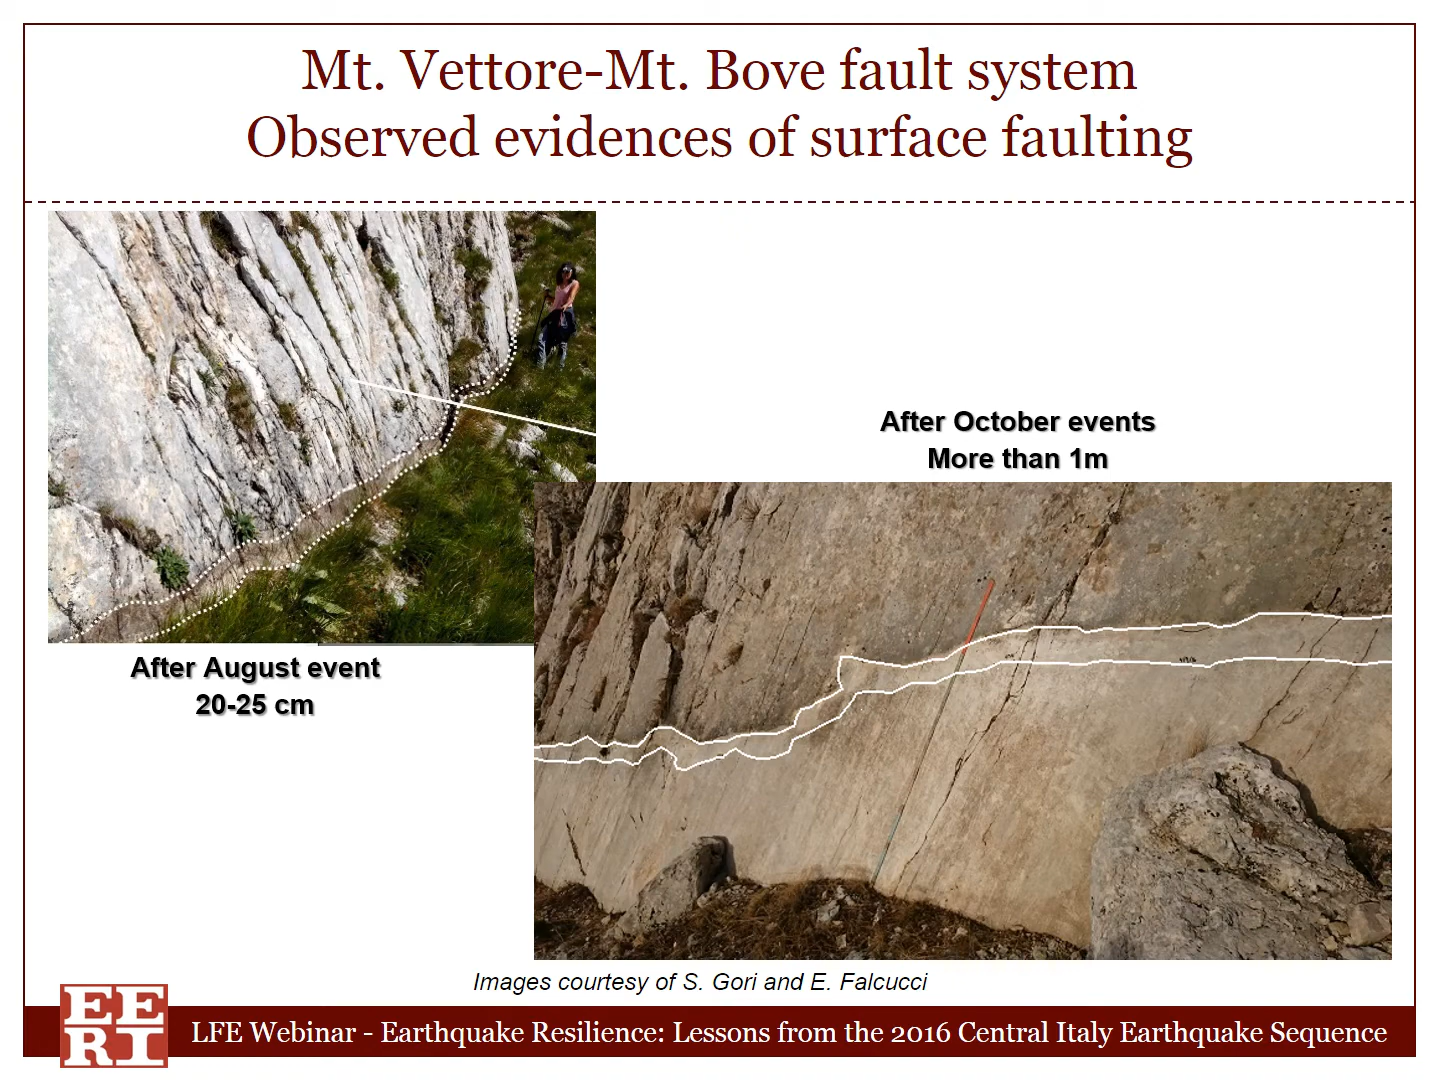 Mt. Vettore-Mt. Bove fault system
Observed evidences of surface faulting
After October events
More than 1m
After August event
20-25 cm
Images courtesy of S. Gori and E. Falcucci
EE
RI
LFE Webinar - Earthquake Resilience: Lessons from the 2016 Central Italy Earthquake Sequence